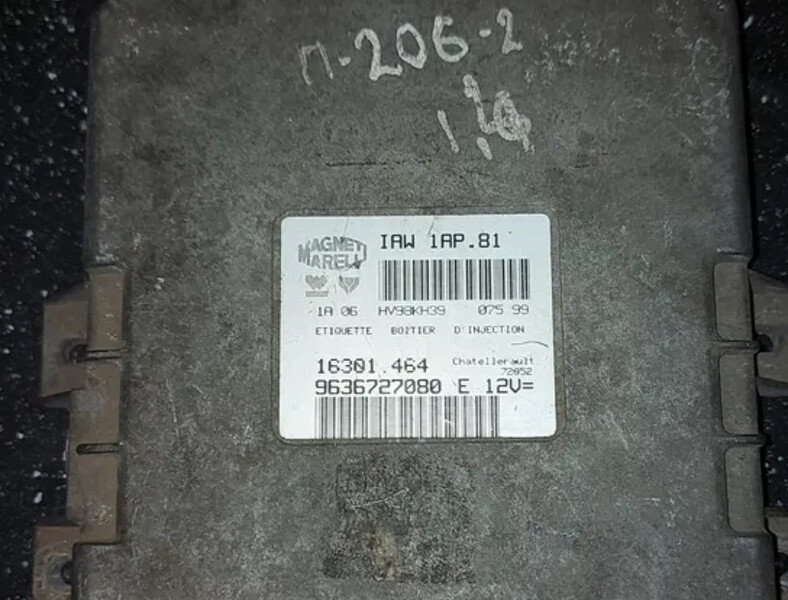 п-206-2
1,4
MAGNETI
MARELLI
IAW 1AP.81
1A 06 HV98KH39 075 99
ETIQUETTE BOITIER D'INJECTION
16301.464 Chatellerault
72052
9636727080 E 12V=